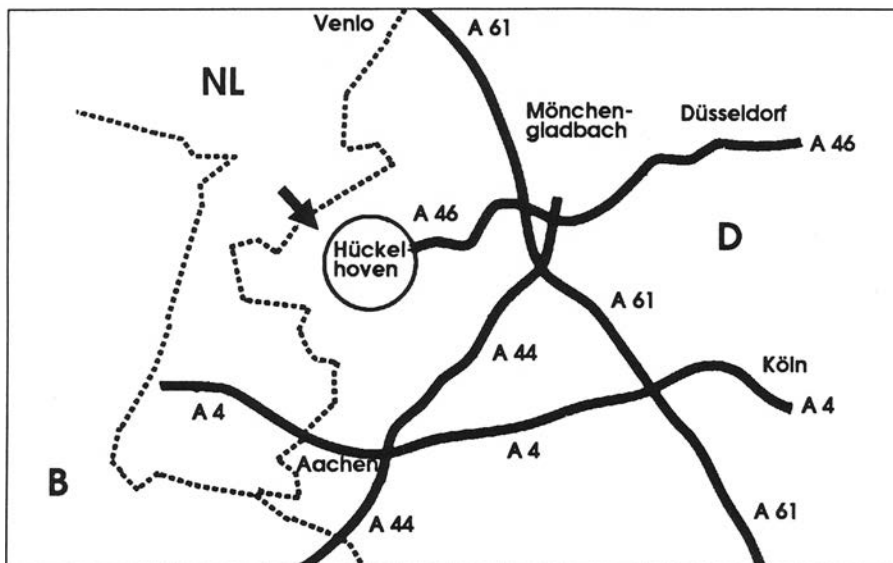 Venlo
A 61
NL
Mönchen-
gladbach
Düsseldorf
A 46
A 46
D
Hückel-
hoven
A 61
A 44
Köln
A 4
A 4
Aachen
A 4
B
A 44
A 61